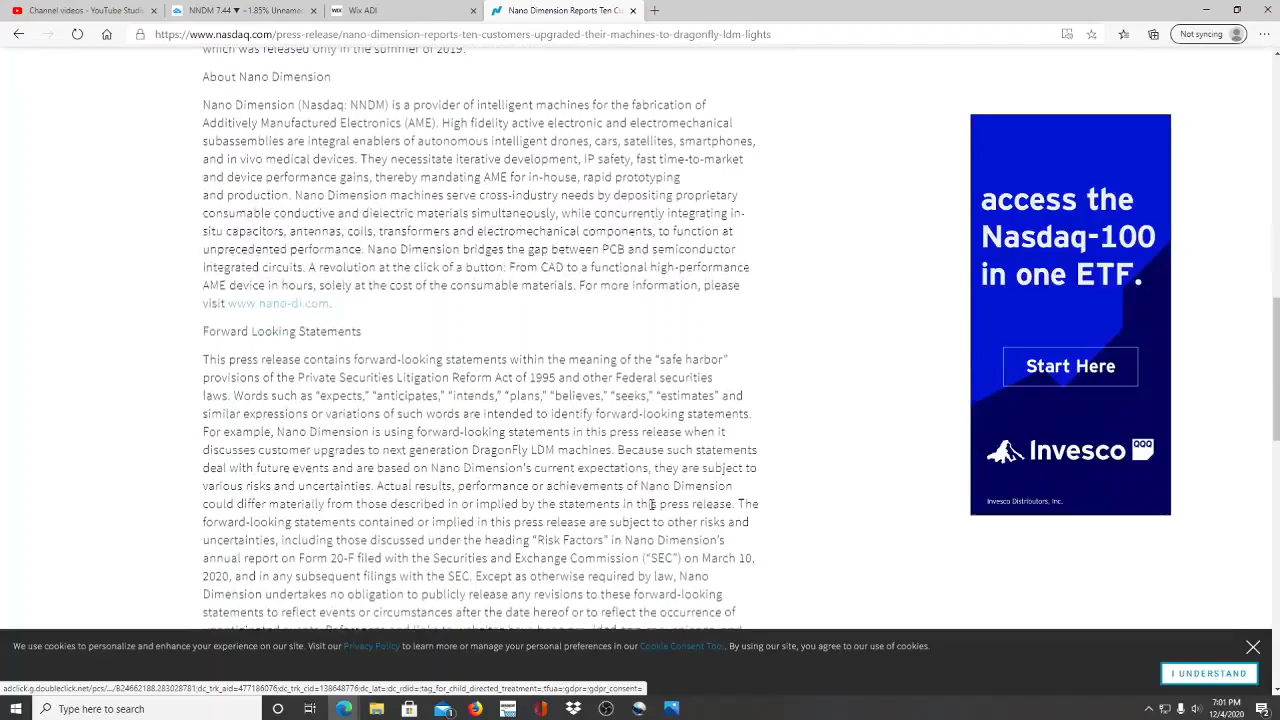 Channel videos - YouTube Studio
NNDM 7.44 ▼ −1.85% Unname
Wix ADI
Nano Dimension Reports Ten Cu
https://www.nasdaq.com/press-release/nano-dimension-reports-ten-customers-upgraded-their-machines-to-dragonfly-ldm-lights
Not syncing
which was released only in the summer of 2019.
About Nano Dimension
Nano Dimension (Nasdaq: NNDM) is a provider of intelligent machines for the fabrication of
Additively Manufactured Electronics (AME). High fidelity active electronic and electromechanical
subassemblies are integral enablers of autonomous intelligent drones, cars, satellites, smartphones,
and in vivo medical devices. They necessitate iterative development, IP safety, fast time-to-market
and device performance gains, thereby mandating AME for in-house, rapid prototyping
and production. Nano Dimension machines serve cross-industry needs by depositing proprietary
consumable conductive and dielectric materials simultaneously, while concurrently integrating in-
situ capacitors, antennas, coils, transformers and electromechanical components, to function at
unprecedented performance. Nano Dimension bridges the gap between PCB and semiconductor
integrated circuits. A revolution at the click of a button: From CAD to a functional high-performance
AME device in hours, solely at the cost of the consumable materials. For more information, please
visit www.nano-di.com.
Forward Looking Statements
This press release contains forward-looking statements within the meaning of the “safe harbor”
provisions of the Private Securities Litigation Reform Act of 1995 and other Federal securities
laws. Words such as “expects,” “anticipates,” “intends,” “plans,” “believes,” “seeks,” “estimates” and
similar expressions or variations of such words are intended to identify forward-looking statements.
For example, Nano Dimension is using forward-looking statements in this press release when it
discusses customer upgrades to next generation DragonFly LDM machines. Because such statements
deal with future events and are based on Nano Dimension's current expectations, they are subject to
various risks and uncertainties. Actual results, performance or achievements of Nano Dimension
could differ materially from those described in or implied by the statements in this press release. The
forward-looking statements contained or implied in this press release are subject to other risks and
uncertainties, including those discussed under the heading “Risk Factors” in Nano Dimension’s
annual report on Form 20-F filed with the Securities and Exchange Commission (“SEC”) on March 10,
2020, and in any subsequent filings with the SEC. Except as otherwise required by law, Nano
Dimension undertakes no obligation to publicly release any revisions to these forward-looking
statements to reflect events or circumstances after the date hereof or to reflect the occurrence of
access the
Nasdaq-100
in one ETF.
Start Here
Invesco QQQ
Invesco Distributors, Inc.
We use cookies to personalize and enhance your experience on our site. Visit our Privacy Policy to learn more or manage your personal preferences in our Cookie Consent Tool. By using our site, you agree to our use of cookies.
I UNDERSTAND
adclick.g.doubleclick.net/pcs/.../B24662188.283028781;dc_trk_aid=477186076;dc_trk_cid=138648776;dc_lat=;dc_rdid=;tag_for_child_directed_treatment=;tfua=;gdpr=;gdpr_consent=
Type here to search
7:01 PM
12/4/2020